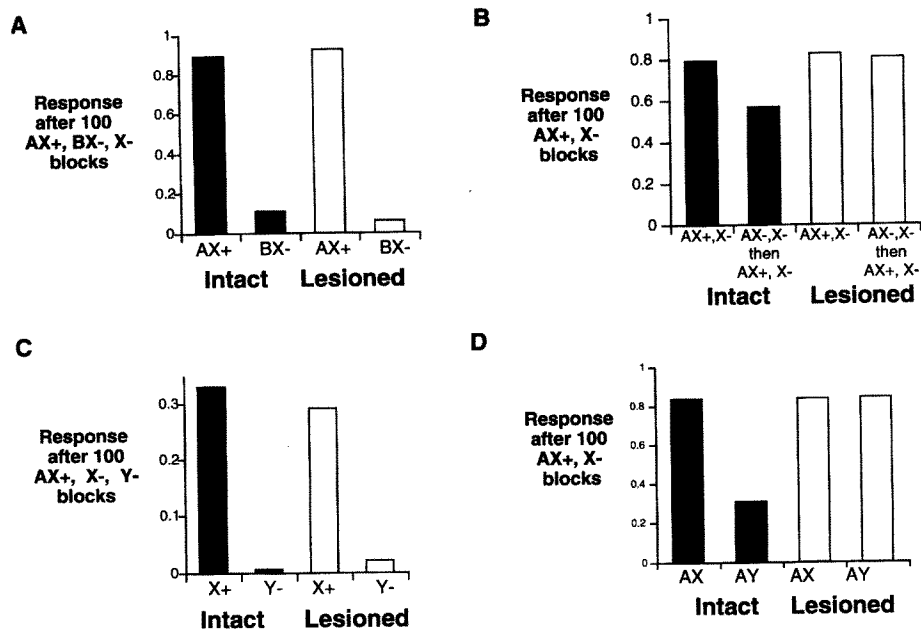 A
Response
after 100
AX+, BX-, X-
blocks
1
0.8
0.6
0.4
0.2
0
AX+ BX- AX+ BX-
Intact Lesioned
B
Response
after 100
AX+, X-
blocks
1
0.8
0.6
0.4
0.2
0
AX+,X- AX-,X- AX+,X- AX-,X-
then then
AX+, X- AX+, X-
Intact Lesioned
C
Response
after 100
AX+, X-, Y-
blocks
0.3
0.2
0.1
0
X+ Y- X+ Y-
Intact Lesioned
D
Response
after 100
AX+, X-
blocks
1
0.8
0.6
0.4
0.2
0
AX AY AX AY
Intact Lesioned